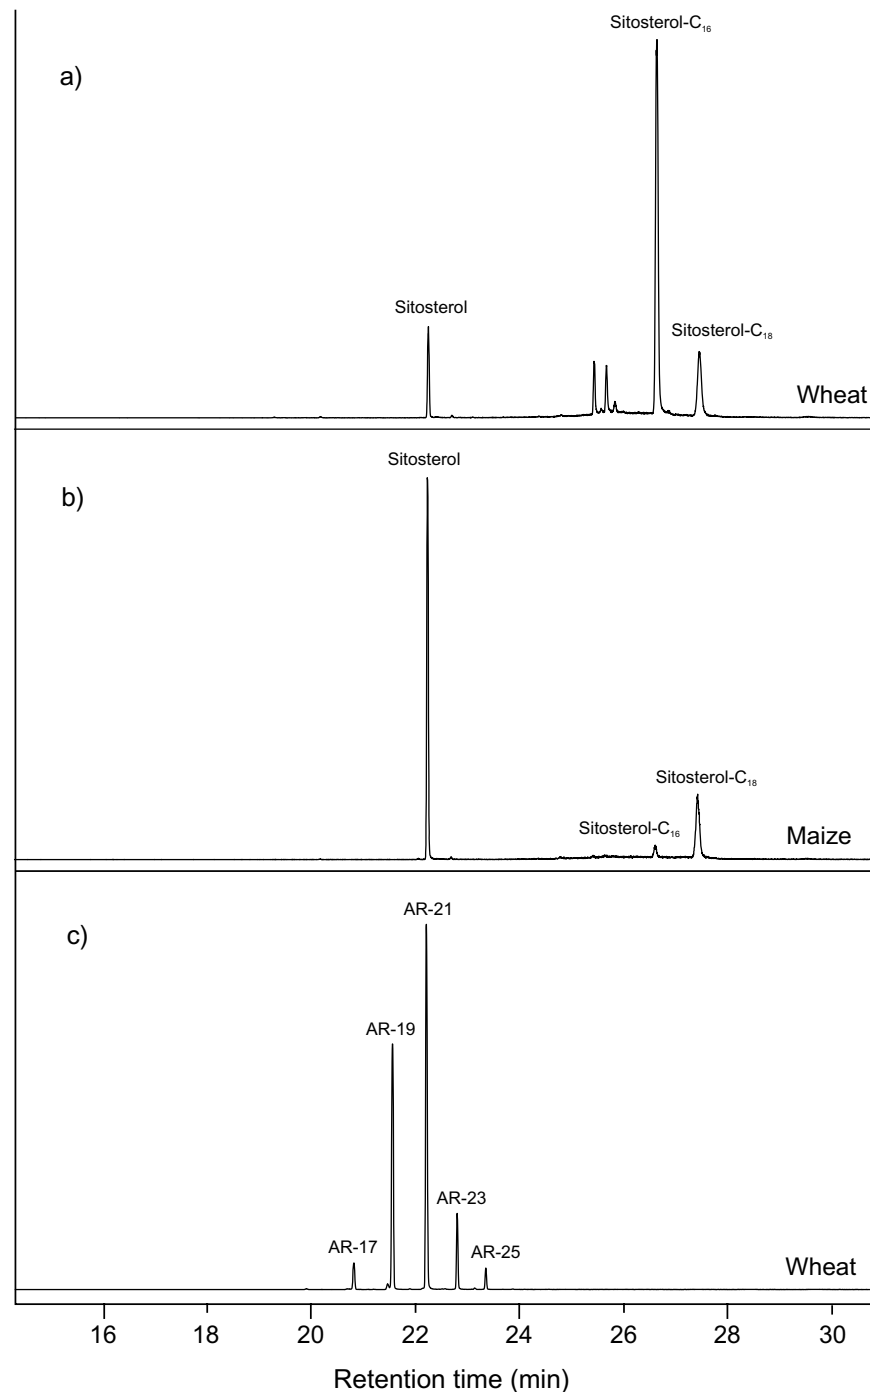 Sitosterol-C₁₆
a)
Sitosterol
Sitosterol-C₁₈
Wheat
Sitosterol
b)
Sitosterol-C₁₈
Sitosterol-C₁₆
Maize
AR-21
c)
AR-19
AR-23
AR-17
AR-25
Wheat
16 18 20 22 24 26 28 30
Retention time (min)